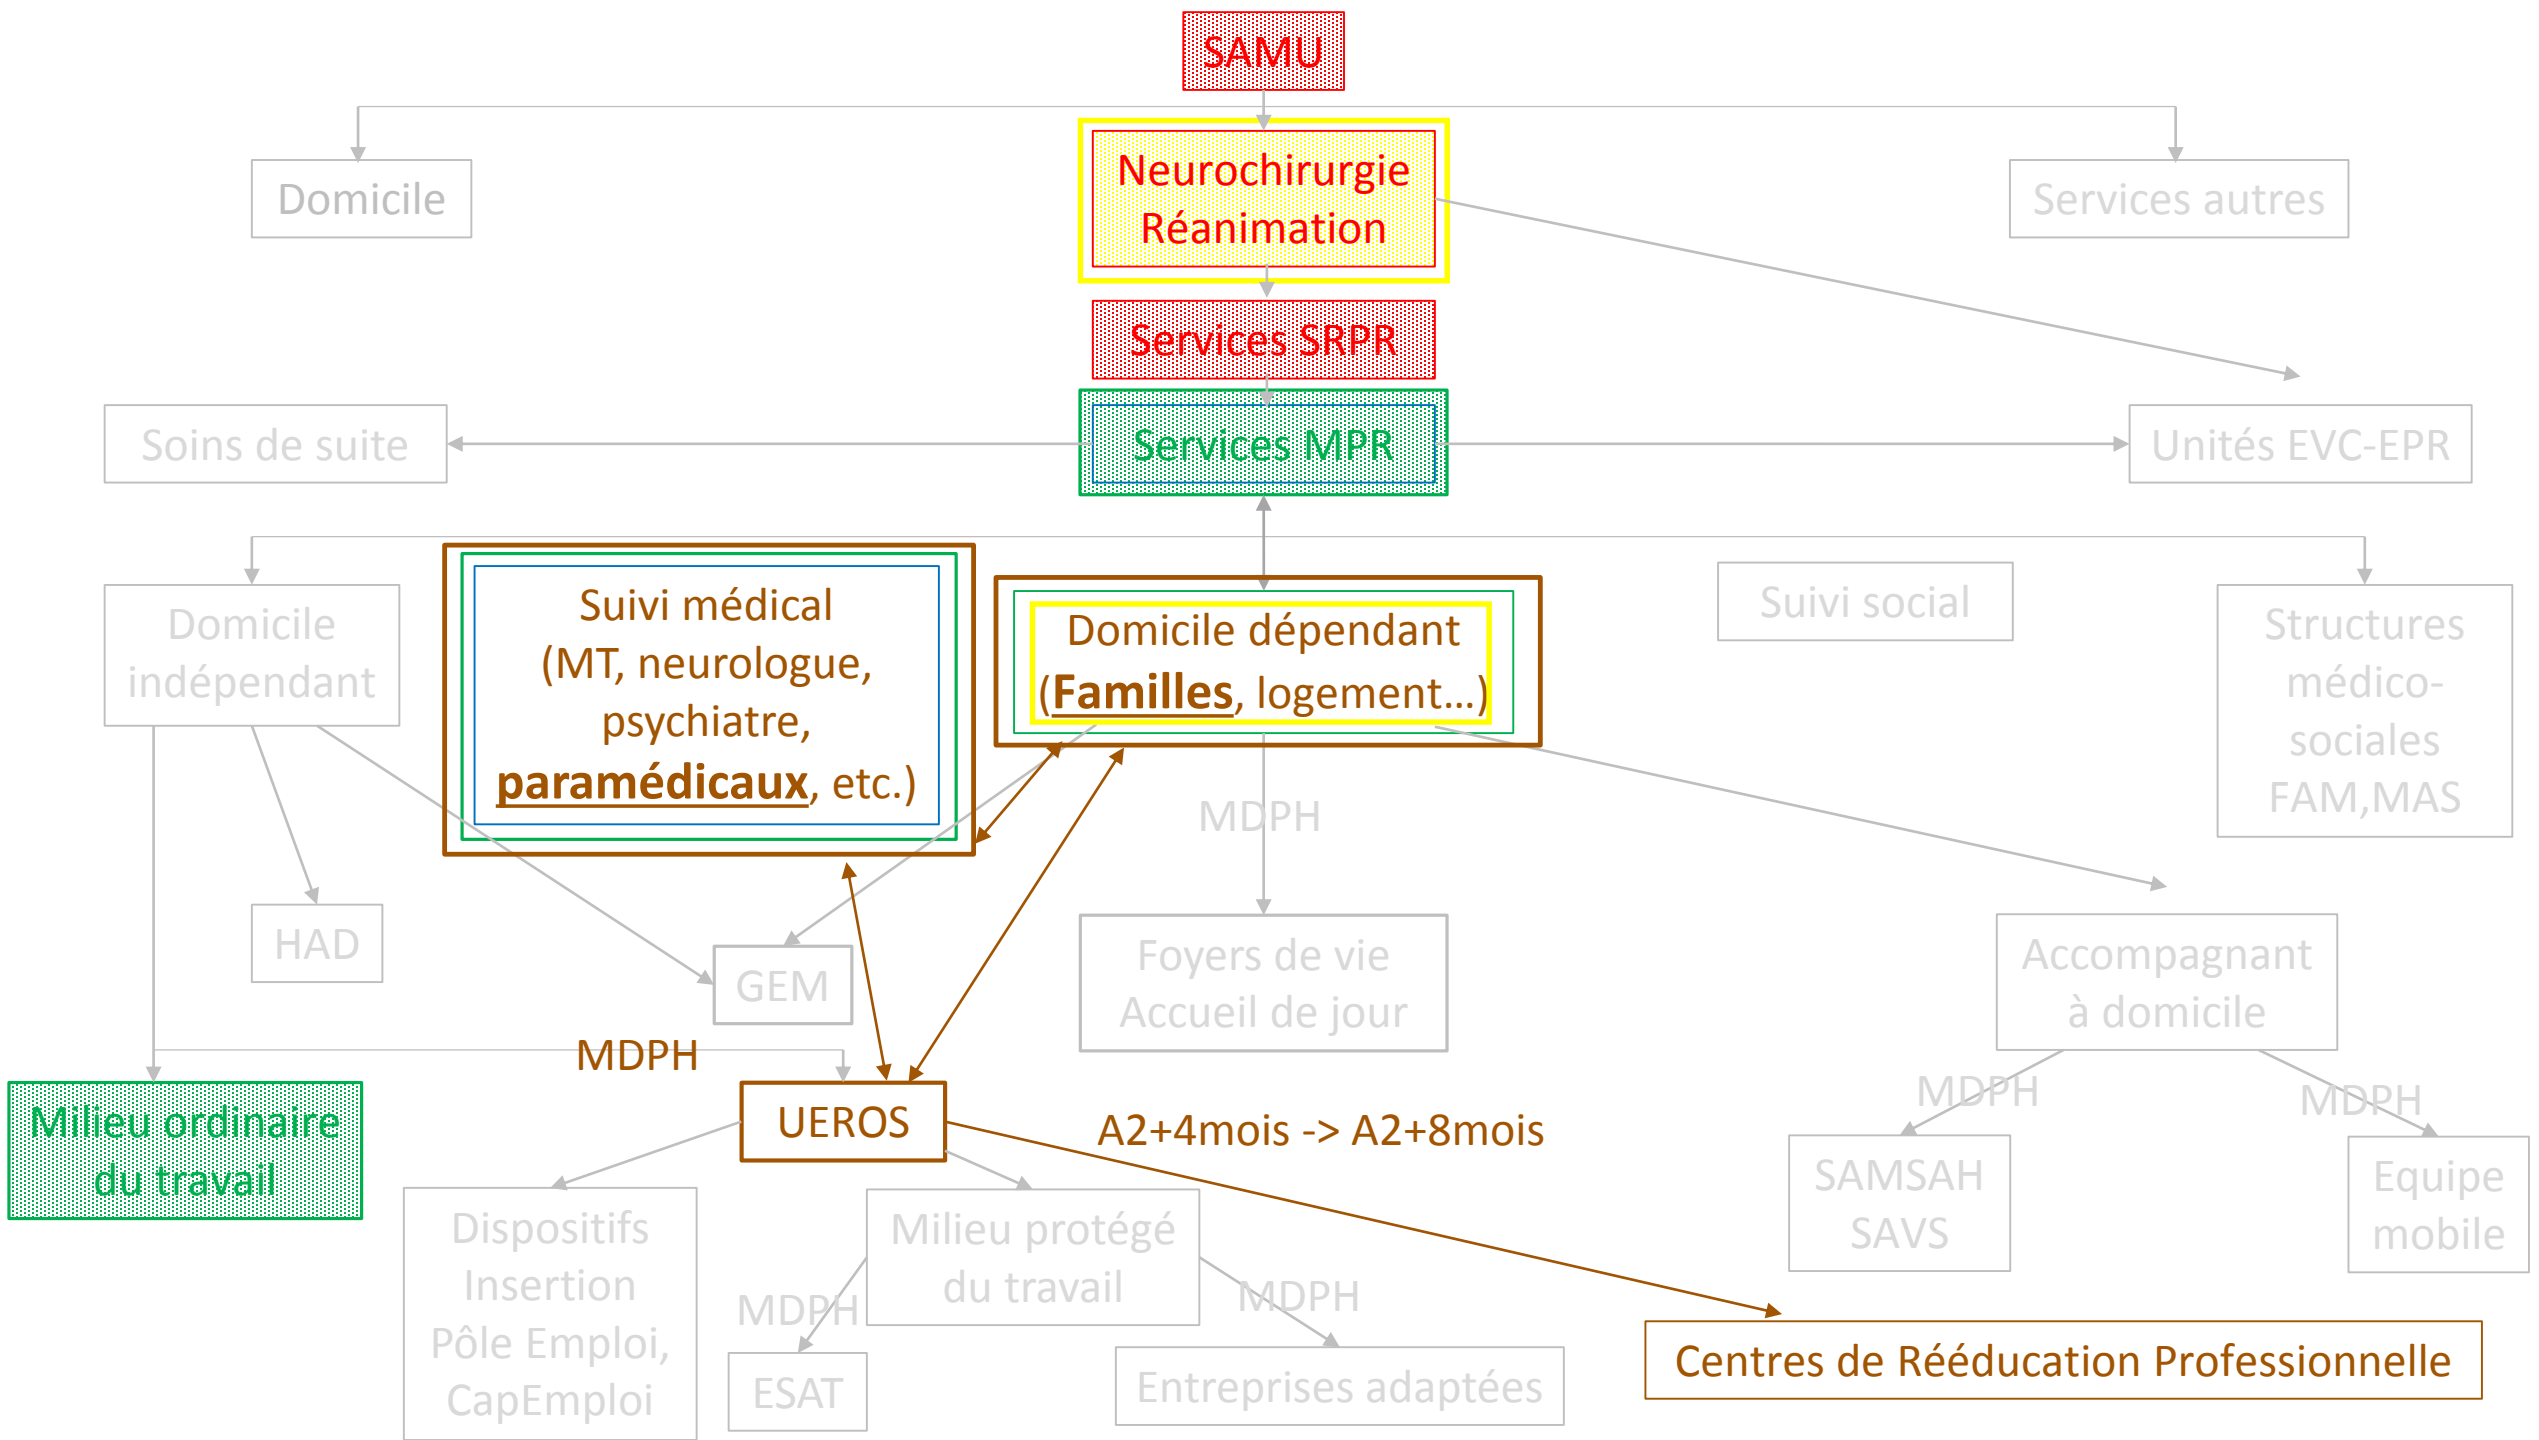 SAMU
Domicile
Neurochirurgie
Réanimation
Services autres
Services SRPR
Soins de suite
Services MPR
Unités EVC-EPR
Domicile
indépendant
Suivi médical
(MT, neurologue,
psychiatre,
paramédicaux, etc.)
Domicile dépendant
(Familles, logement...)
Suivi social
Structures
médico-
sociales
FAM,MAS
MDPH
HAD
GEM
Foyers de vie
Accueil de jour
Accompagnant
à domicile
MDPH
MDPH
MDPH
Milieu ordinaire
du travail
UEROS
A2+4mois -> A2+8mois
SAMSAH
SAVS
Equipe
mobile
Dispositifs
Insertion
Pôle Emploi,
CapEmploi
Milieu protégé
du travail
MDPH
MDPH
ESAT
Entreprises adaptées
Centres de Rééducation Professionnelle